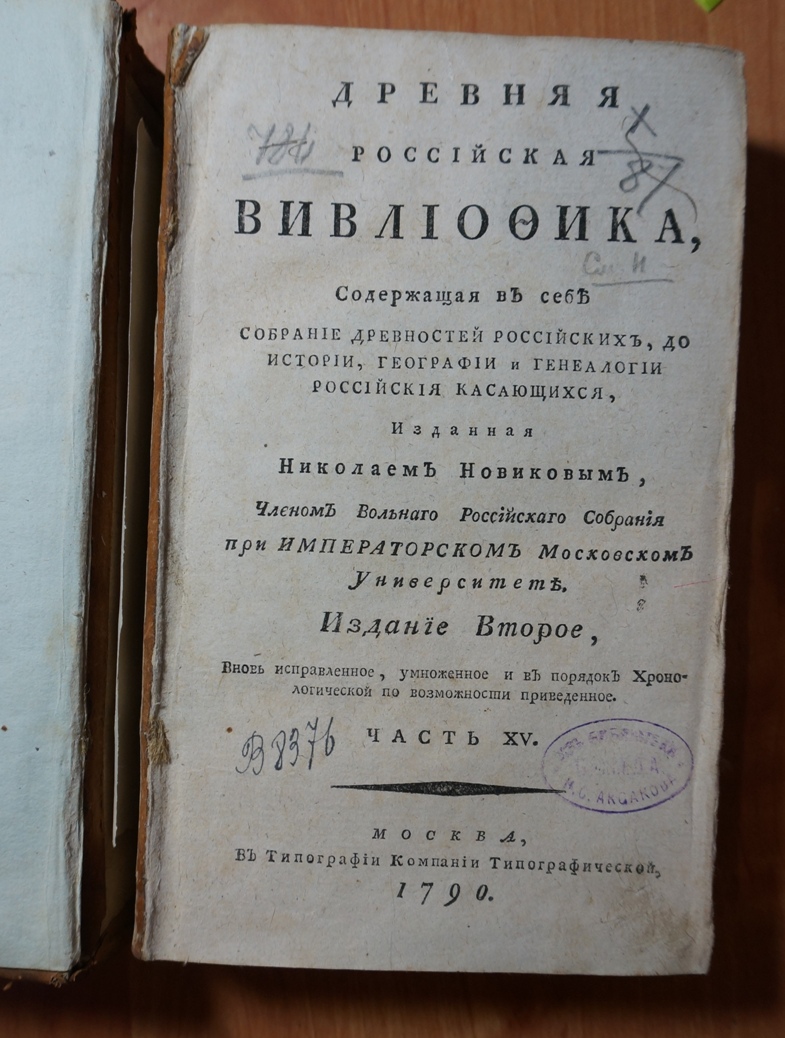 ДРЕВНЯЯ
РОССІЙСКАЯ
ВИВЛІОѲИКА,
Содержащая въ себѣ
СОБРАНІЕ ДРЕВНОСТЕЙ РОССІЙСКИХЪ, ДО
ИСТОРІИ, ГЕОГРАФІИ и ГЕНЕАЛОГІИ
РОССІЙСКІЯ КАСАЮЩИХСЯ,
Изданная
Николаемъ Новиковымъ,
Членомъ Вольнаго Россійскаго Собранія
при ИМПЕРАТОРСКОМЪ Московскомъ
Университетѣ.
Изданіе Второе,
Вновь исправленное, умноженное и въ порядокъ Хроно-
логической по возможности приведенное.
В 8376
ЧАСТЬ XV.
И.С. АКСАКОВА
МОСКВА,
Въ Типографіи Компаніи Типографической,
1790.